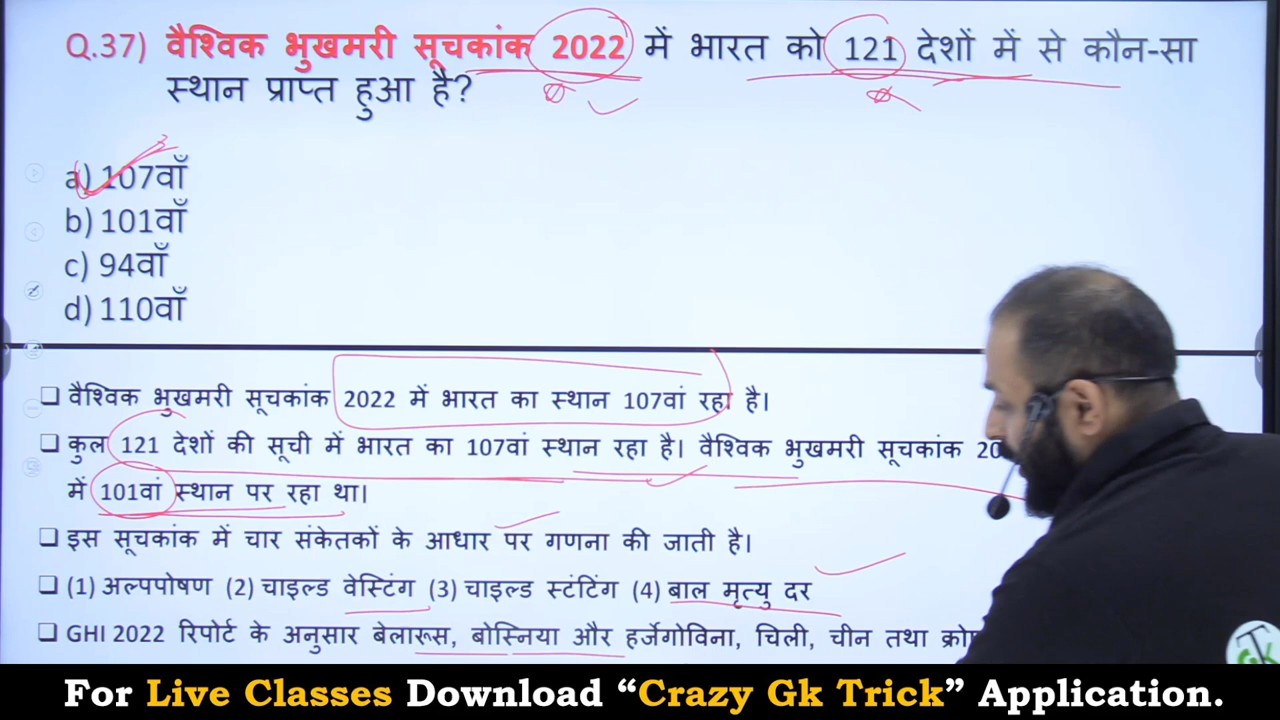 Q.37) वैश्विक भुखमरी सूचकांक 2022 में भारत को 121 देशों में से कौन-सा
स्थान प्राप्त हुआ है?
a) 107वाँ
b) 101वाँ
c) 94वाँ
d) 110वाँ
❑ वैश्विक भुखमरी सूचकांक 2022 में भारत का स्थान 107वां रहा है।
❑ कुल 121 देशों की सूची में भारत का 107वां स्थान रहा है। वैश्विक भुखमरी सूचकांक
में 101वां स्थान पर रहा था।
❑ इस सूचकांक में चार संकेतकों के आधार पर गणना की जाती है।
❑ (1) अल्पपोषण (2) चाइल्ड वेस्टिंग (3) चाइल्ड स्टंटिंग (4) बाल मृत्यु दर
❑ GHI 2022 रिपोर्ट के अनुसार बेलारूस, बोस्निया और हर्जेगोविना, चिली, चीन तथा
GK
For Live Classes Download “Crazy Gk Trick” Application.